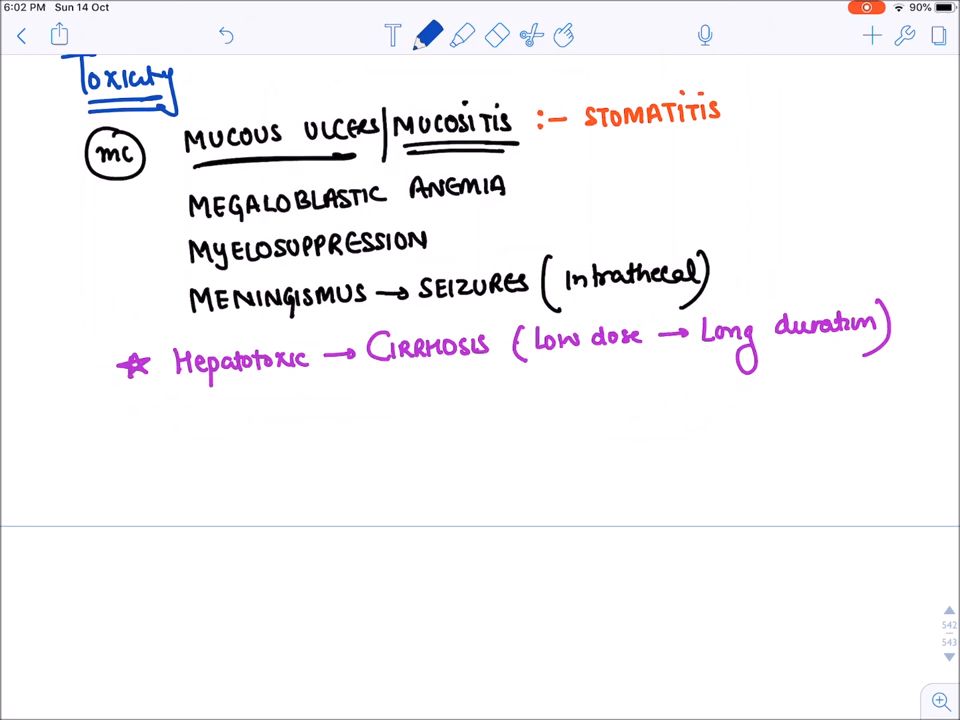 6:02 PM Sun 14 Oct 90%
T
Toxicity
mc MUCOUS ULCERS | MUCOSITIS :- STOMATITIS
MEGALOBLASTIC ANEMIA
MYELOSUPPRESSION
MENINGISMUS → SEIZURES (Intrathecal)
☆ Hepatotoxic → CIRRHOSIS (Low dose → Long duration)
542
543